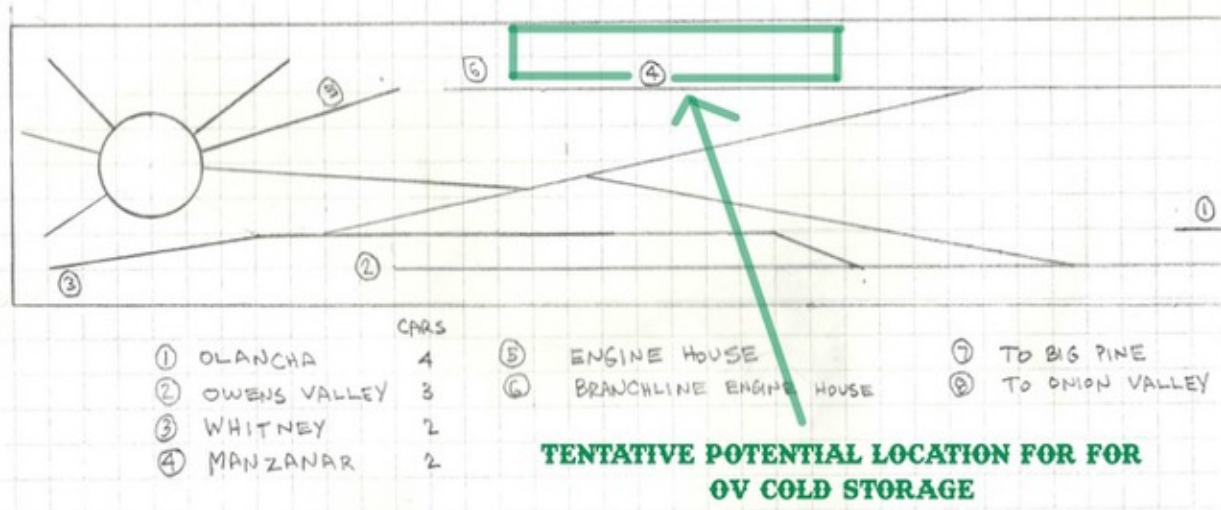 ⑥
④
⑤
①
②
③
CARS
① OLANCHA 4
② OWENS VALLEY 3
③ WHITNEY 2
④ MANZANAR 2
⑤ ENGINE HOUSE
⑥ BRANCHLINE ENGINE HOUSE
⑦ TO BIG PINE
⑧ TO ONION VALLEY
TENTATIVE POTENTIAL LOCATION FOR FOR
OV COLD STORAGE